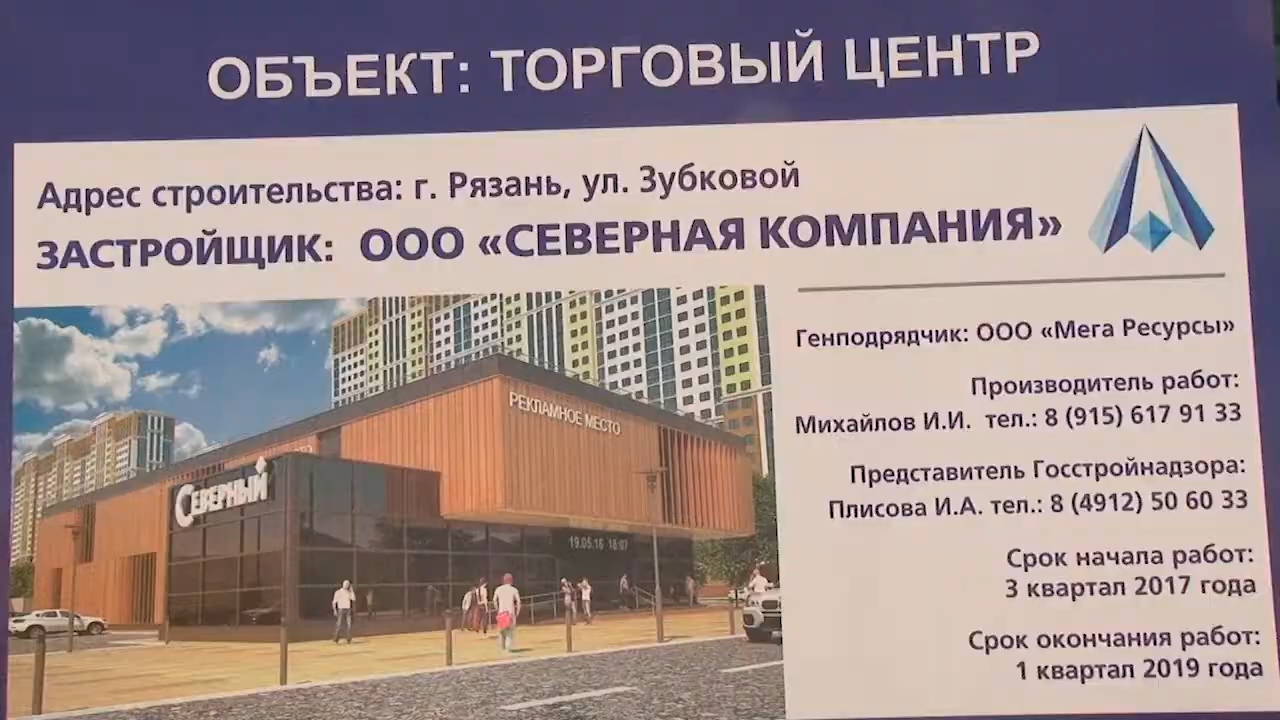 ОБЪЕКТ: ТОРГОВЫЙ ЦЕНТР
Адрес строительства: г. Рязань, ул. Зубковой
ЗАСТРОЙЩИК: ООО «СЕВЕРНАЯ КОМПАНИЯ»
Генподрядчик: ООО «Мега Ресурсы»
Производитель работ:
Михайлов И.И. тел.: 8 (915) 617 91 33
Представитель Госстройнадзора:
Плисова И.А. тел.: 8 (4912) 50 60 33
Срок начала работ:
3 квартал 2017 года
Срок окончания работ:
1 квартал 2019 года
РЕКЛАМНОЕ МЕСТО
СЕВЕРНЫЙ
19.05.16 18:07